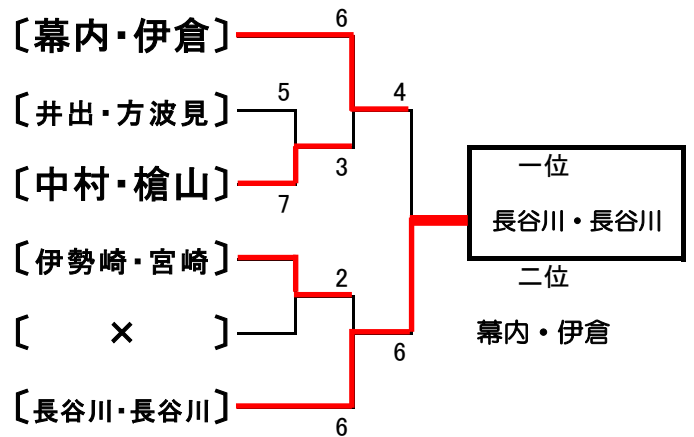 〔幕内・伊倉〕
6
〔井出・方波見〕
5
4
〔中村・槍山〕
3
7
〔伊勢崎・宮崎〕
2
〔 × 〕
6
〔長谷川・長谷川〕
6
一位
長谷川・長谷川
二位
幕内・伊倉